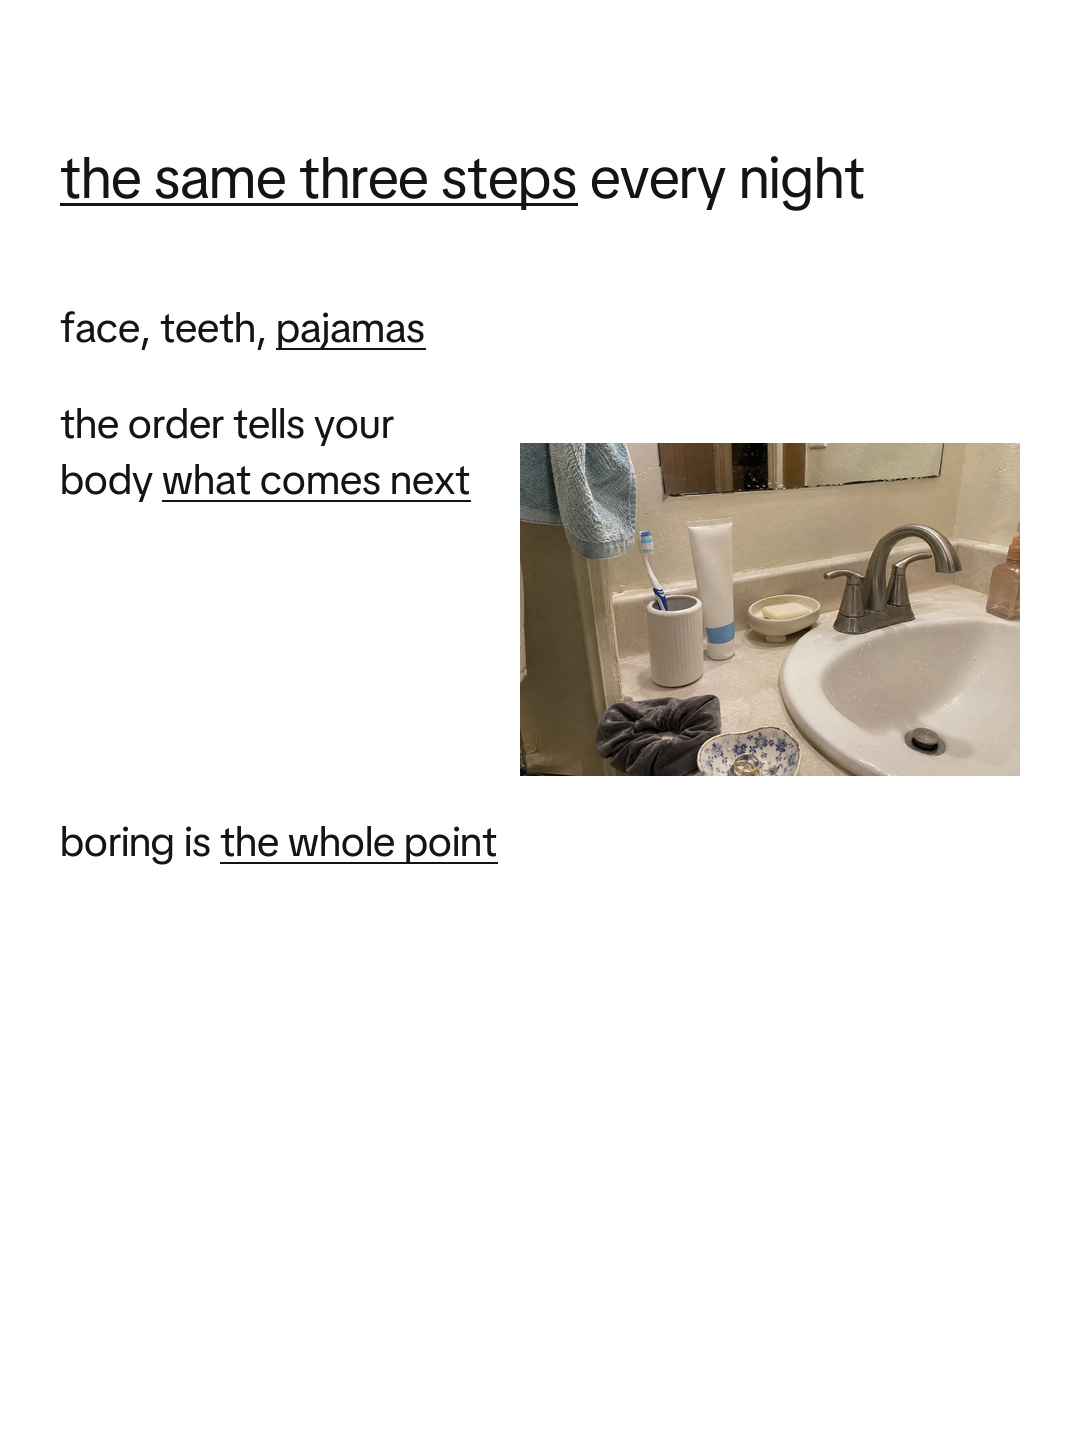 the same three steps every night
face, teeth, pajamas
the order tells your
body what comes next
boring is the whole point